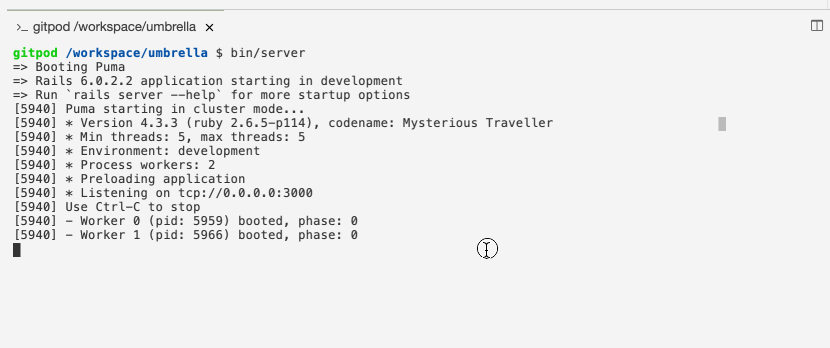 >_ gitpod /workspace/umbrella ×
gitpod /workspace/umbrella $ bin/server
=> Booting Puma
=> Rails 6.0.2.2 application starting in development
=> Run `rails server --help` for more startup options
[5940] Puma starting in cluster mode...
[5940] * Version 4.3.3 (ruby 2.6.5-p114), codename: Mysterious Traveller
[5940] * Min threads: 5, max threads: 5
[5940] * Environment: development
[5940] * Process workers: 2
[5940] * Preloading application
[5940] * Listening on tcp://0.0.0.0:3000
[5940] Use Ctrl-C to stop
[5940] - Worker 0 (pid: 5959) booted, phase: 0
[5940] - Worker 1 (pid: 5966) booted, phase: 0